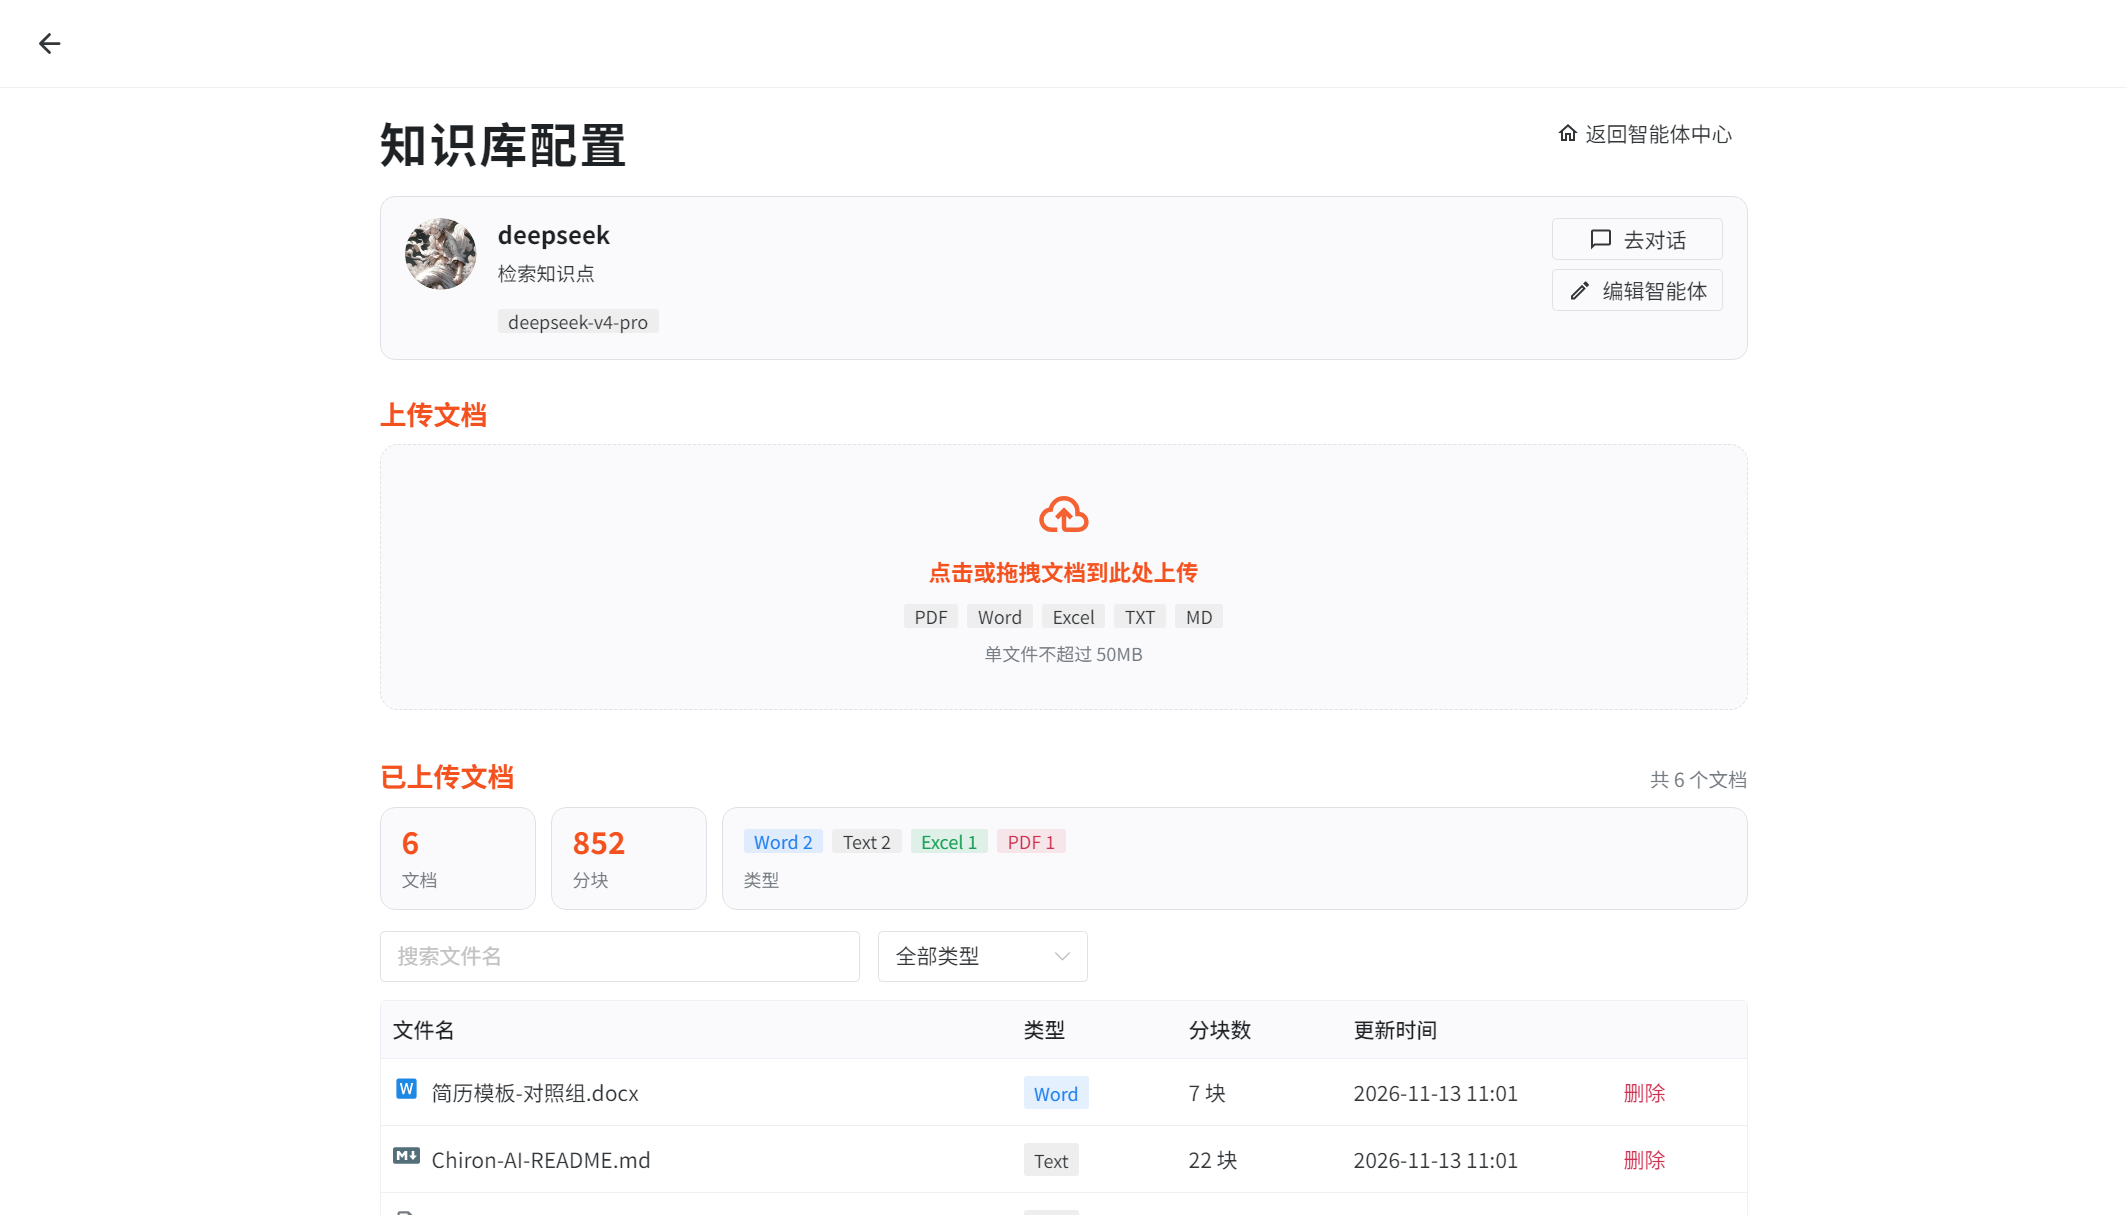 知识库配置
返回智能体中心
deepseek
检索知识点
deepseek-v4-pro
去对话
编辑智能体
上传文档
点击或拖拽文档到此处上传
PDF Word Excel TXT MD
单文件不超过 50MB
已上传文档
共 6 个文档
6
文档
852
分块
Word 2 Text 2 Excel 1 PDF 1
类型
搜索文件名
全部类型
文件名 类型 分块数 更新时间
W 简历模板-对照组.docx Word 7 块 2026-11-13 11:01 删除
M Chiron-AI-README.md Text 22 块 2026-11-13 11:01 删除